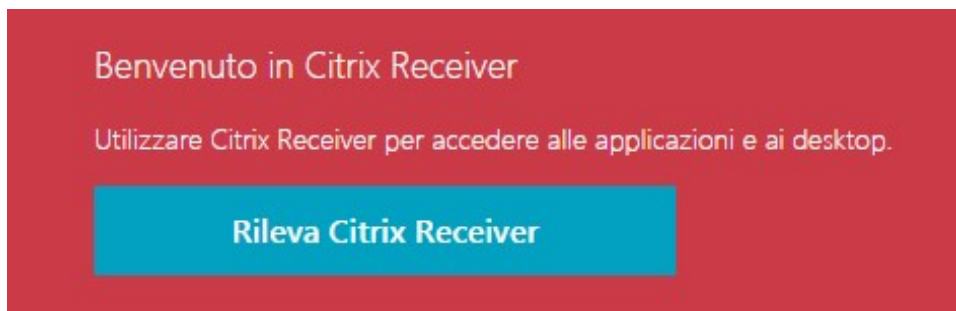 Benvenuto in Citrix Receiver
Utilizzare Citrix Receiver per accedere alle applicazioni e ai desktop.
Rileva Citrix Receiver